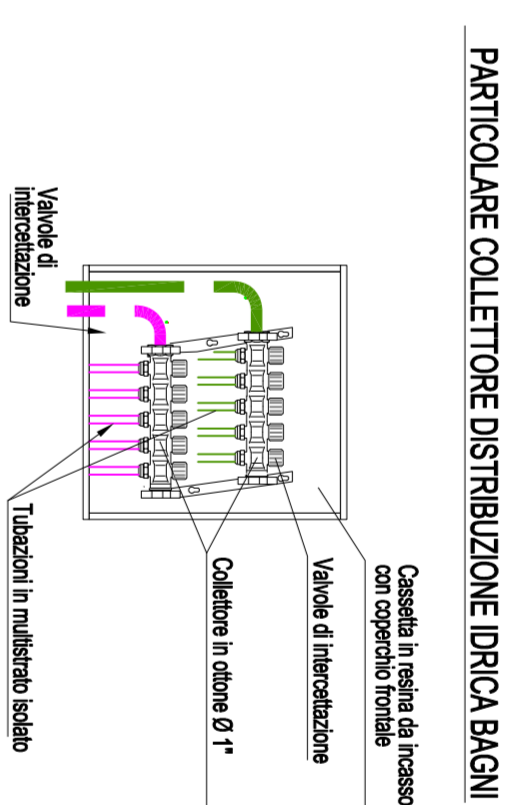 PARTICOLARE COLLETTORE DISTRIBUZIONE IDRICA BAGNI
Cassetta in resina da incasso
con coperchio frontale
Valvole di intercettazione
Collettore in ottone Ø 1"
Valvole di
intercettazione
Tubazioni in multistrato isolato